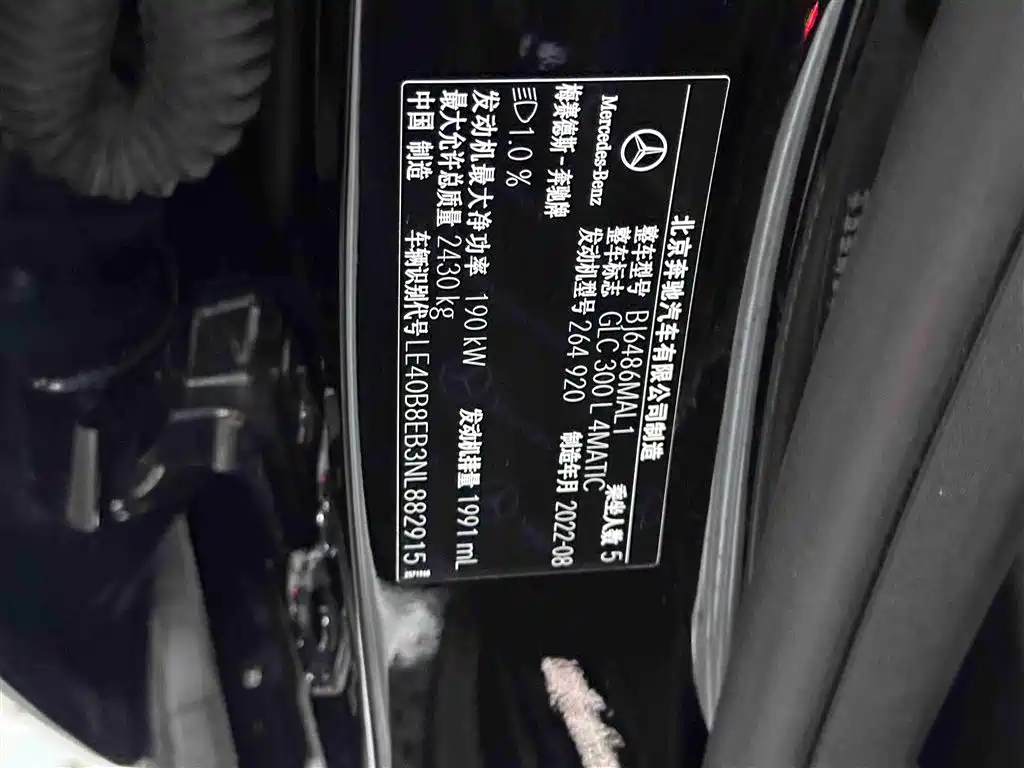 北京奔驰汽车有限公司制造
Mercedes-Benz
梅赛德斯-奔驰牌
整车型号 BJ6486MAL1
整车标志 GLC 300 L 4MATIC 乘坐人数 5
发动机型号 264 920 制造年月 2022-08
1.0 %
发动机最大净功率 190 kW 发动机排量 1991 mL
最大允许总质量 2430 kg
中国 制造 车辆识别代号 LE40B8EB3NL882915